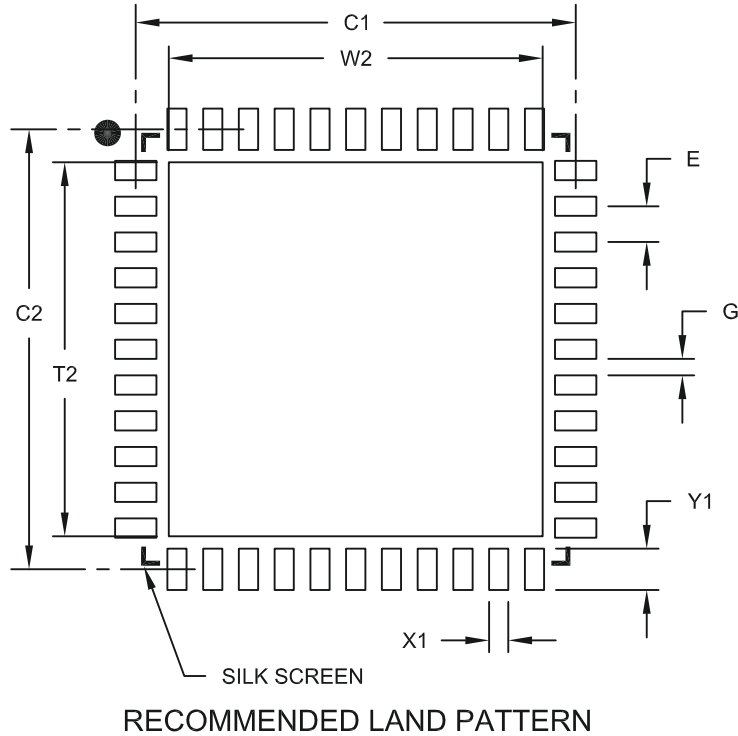 C1
W2
E
C2
G
T2
Y1
X1
SILK SCREEN
RECOMMENDED LAND PATTERN